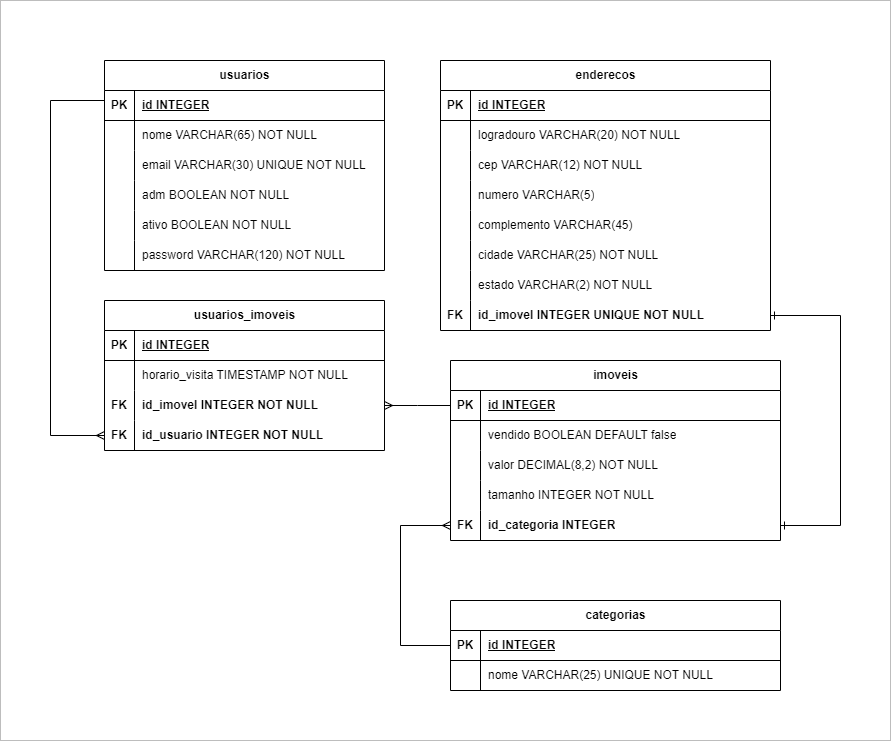 usuarios
PK id INTEGER
nome VARCHAR(65) NOT NULL
email VARCHAR(30) UNIQUE NOT NULL
adm BOOLEAN NOT NULL
ativo BOOLEAN NOT NULL
password VARCHAR(120) NOT NULL
enderecos
PK id INTEGER
logradouro VARCHAR(20) NOT NULL
cep VARCHAR(12) NOT NULL
numero VARCHAR(5)
complemento VARCHAR(45)
cidade VARCHAR(25) NOT NULL
estado VARCHAR(2) NOT NULL
FK id_imovel INTEGER UNIQUE NOT NULL
usuarios_imoveis
PK id INTEGER
horario_visita TIMESTAMP NOT NULL
FK id_imovel INTEGER NOT NULL
FK id_usuario INTEGER NOT NULL
imoveis
PK id INTEGER
vendido BOOLEAN DEFAULT false
valor DECIMAL(8,2) NOT NULL
tamanho INTEGER NOT NULL
FK id_categoria INTEGER
categorias
PK id INTEGER
nome VARCHAR(25) UNIQUE NOT NULL